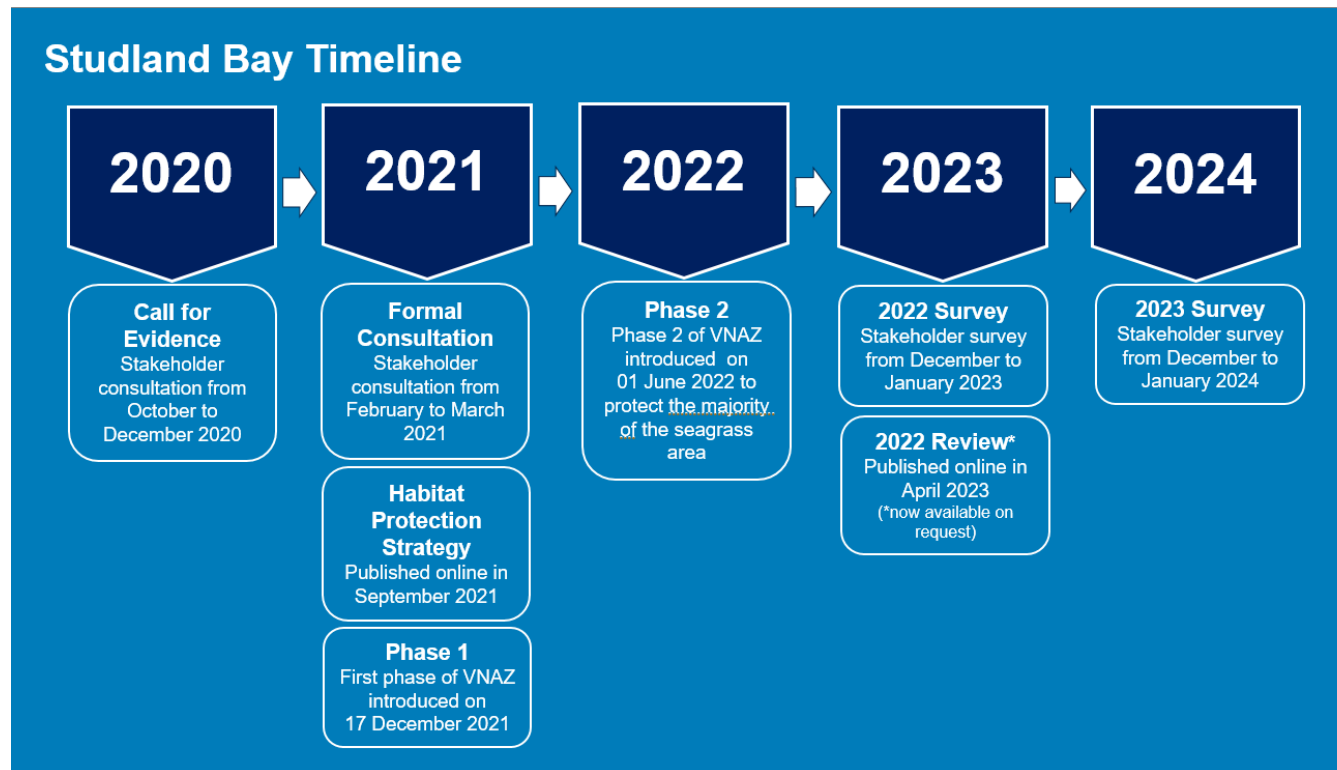 Studland Bay Timeline
2020
Call for
Evidence
Stakeholder
consultation from
October to
December 2020
2021
Formal
Consultation
Stakeholder
consultation from
February to March
2021
Habitat
Protection
Strategy
Published online in
September 2021
Phase 1
First phase of VNAZ
introduced on
17 December 2021
2022
Phase 2
Phase 2 of VNAZ
introduced on
01 June 2022 to
protect the majority
of the seagrass
area
2023
2022 Survey
Stakeholder survey
from December to
January 2023
2022 Review*
Published online in
April 2023
(*now available on
request)
2024
2023 Survey
Stakeholder survey
from December to
January 2024